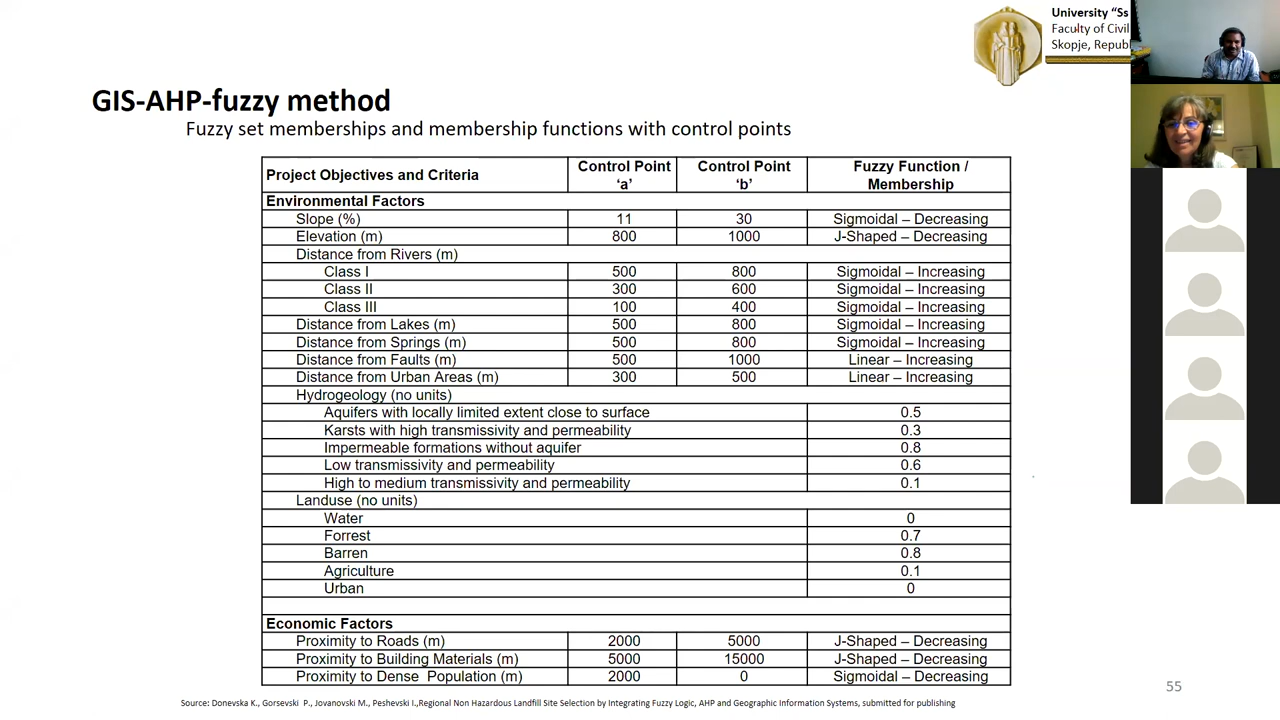 University “Ss
Faculty of Civil
Skopje, Repub
GIS-AHP-fuzzy method
Fuzzy set memberships and membership functions with control points
Project Objectives and Criteria Control Point ‘a’ Control Point ‘b’ Fuzzy Function / Membership
Environmental Factors
Slope (%) 11 30 Sigmoidal – Decreasing
Elevation (m) 800 1000 J-Shaped – Decreasing
Distance from Rivers (m)
Class I 500 800 Sigmoidal – Increasing
Class II 300 600 Sigmoidal – Increasing
Class III 100 400 Sigmoidal – Increasing
Distance from Lakes (m) 500 800 Sigmoidal – Increasing
Distance from Springs (m) 500 800 Sigmoidal – Increasing
Distance from Faults (m) 500 1000 Linear – Increasing
Distance from Urban Areas (m) 300 500 Linear – Increasing
Hydrogeology (no units)
Aquifers with locally limited extent close to surface 0.5
Karsts with high transmissivity and permeability 0.3
Impermeable formations without aquifer 0.8
Low transmissivity and permeability 0.6
High to medium transmissivity and permeability 0.1
Landuse (no units)
Water 0
Forrest 0.7
Barren 0.8
Agriculture 0.1
Urban 0
Economic Factors
Proximity to Roads (m) 2000 5000 J-Shaped – Decreasing
Proximity to Building Materials (m) 5000 15000 J-Shaped – Decreasing
Proximity to Dense Population (m) 2000 0 Sigmoidal – Decreasing
55
Source: Donevska K., Gorsevski P., Jovanovski M., Peshevski I.,Regional Non Hazardous Landfill Site Selection by Integrating Fuzzy Logic, AHP and Geographic Information Systems, submitted for publishing